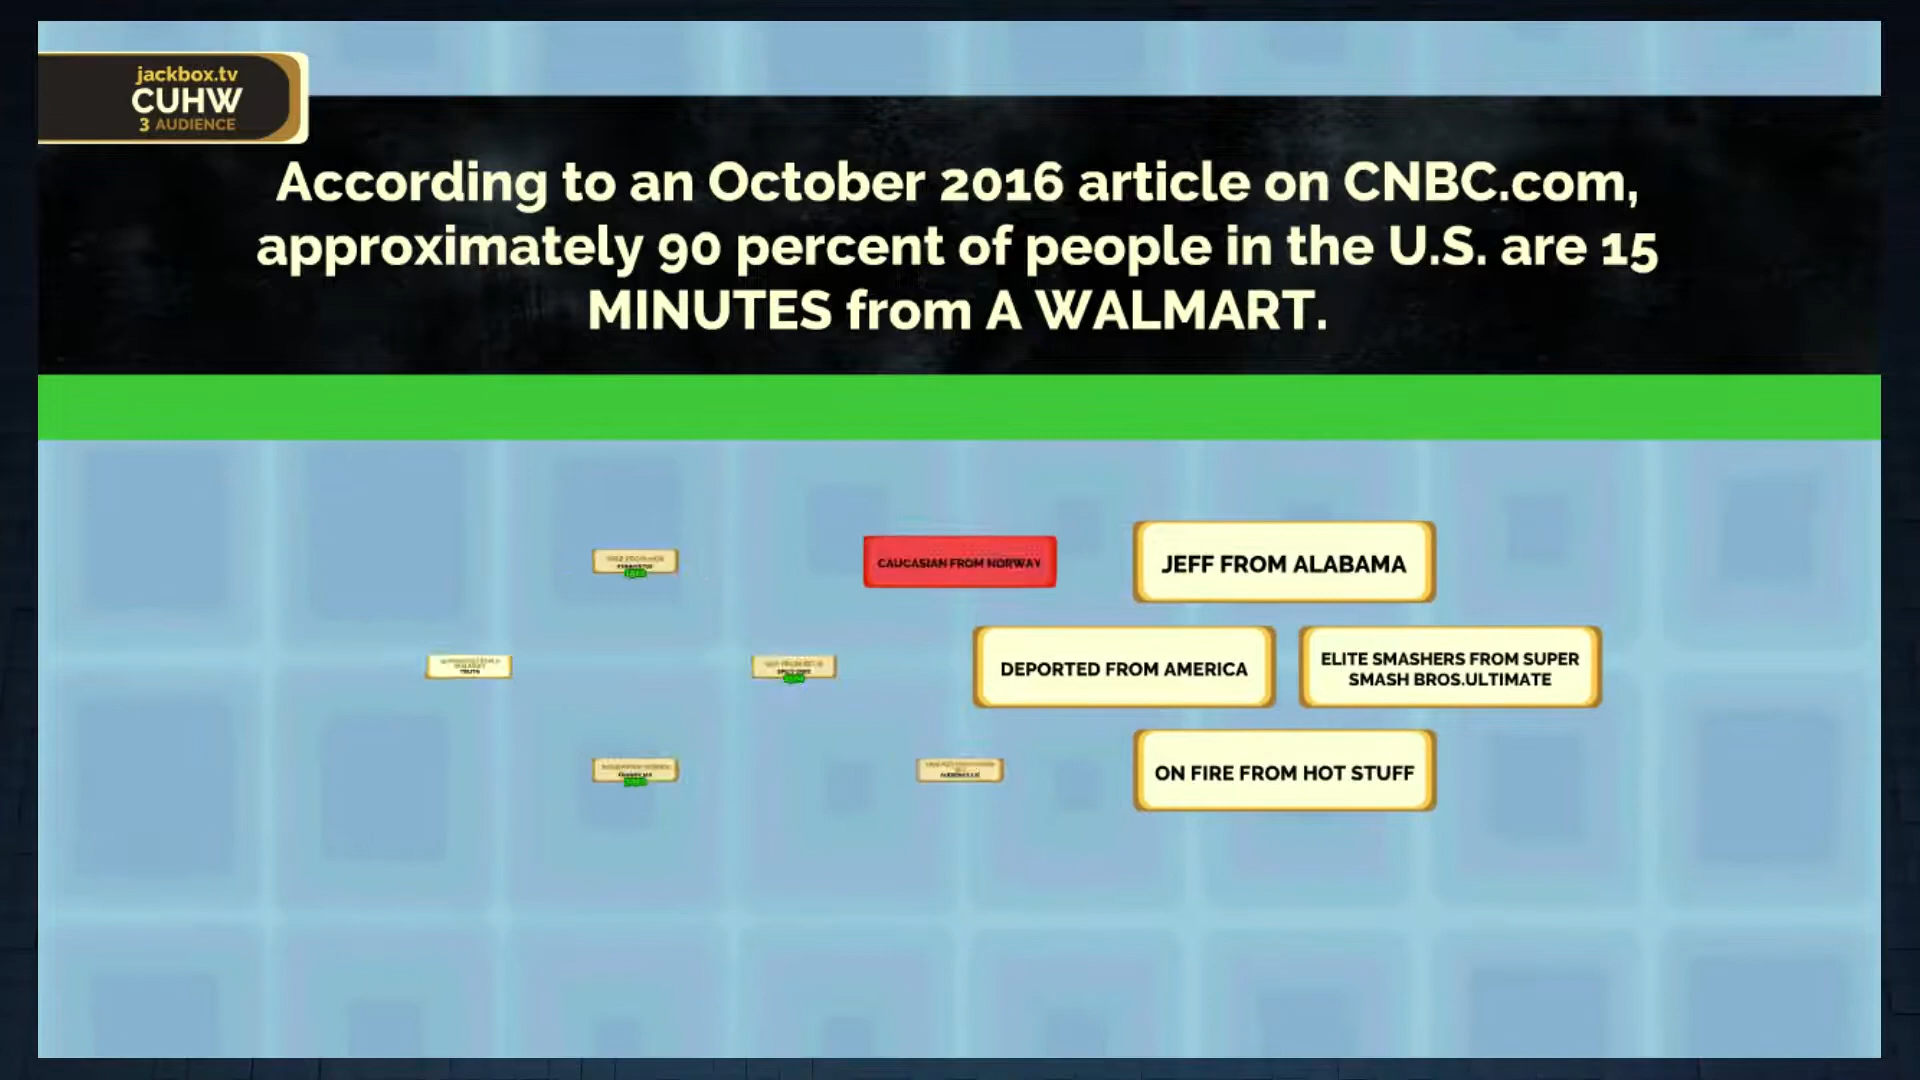 jackbox.tv
CUHW
3 AUDIENCE
According to an October 2016 article on CNBC.com,
approximately 90 percent of people in the U.S. are 15
MINUTES from A WALMART.
CAUCASIAN FROM NORWAY
JEFF FROM ALABAMA
DEPORTED FROM AMERICA
ELITE SMASHERS FROM SUPER
SMASH BROS.ULTIMATE
TRUTH
ON FIRE FROM HOT STUFF